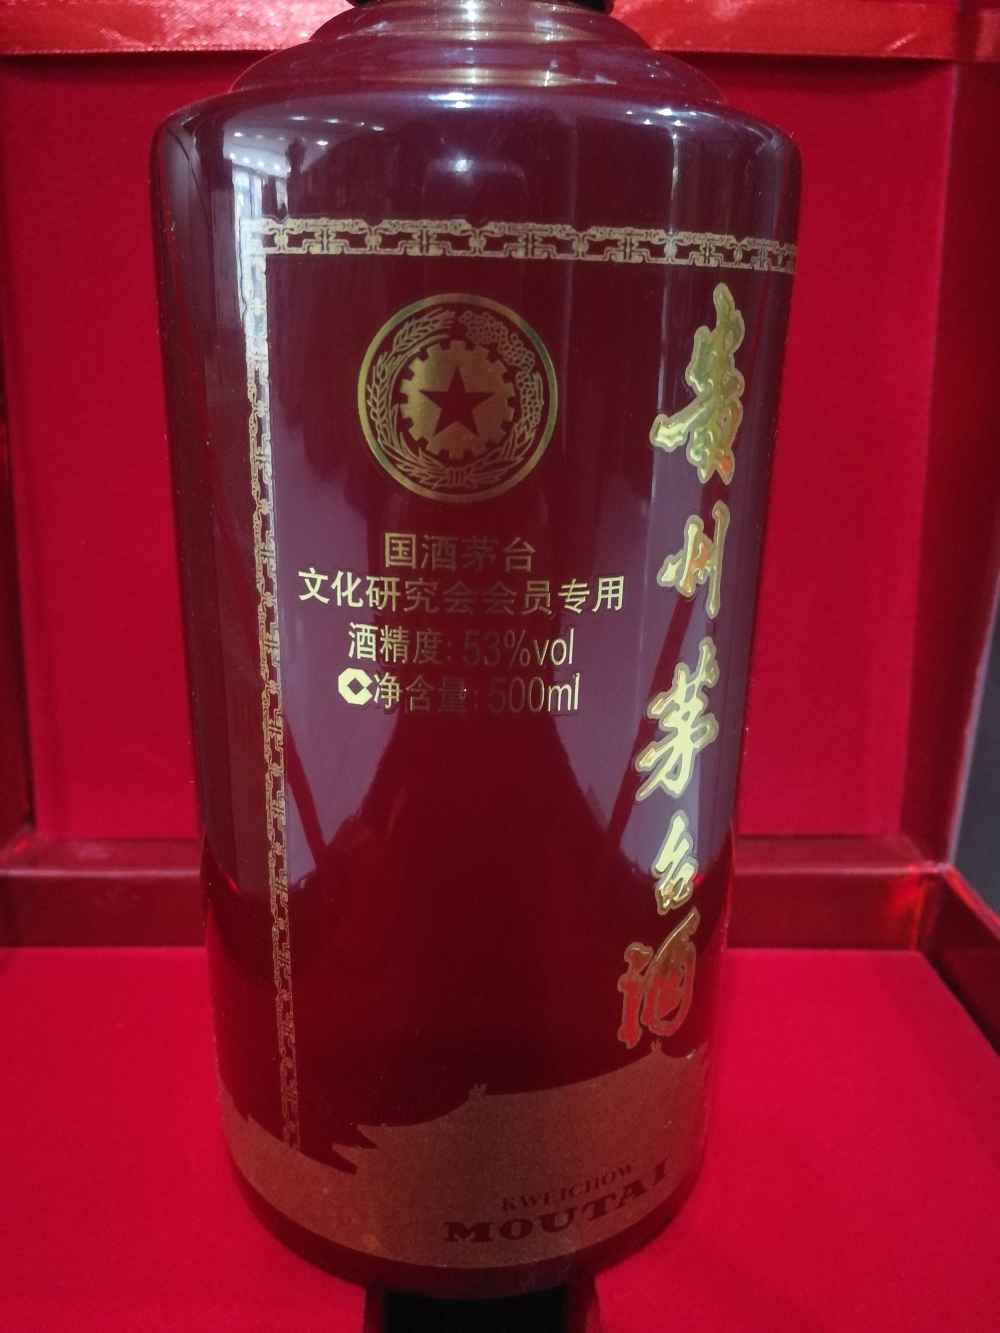 国酒茅台
文化研究会会员专用
酒精度:53%vol
净含量:500ml
贵州茅台酒
KWEICHOW
MOUTAI